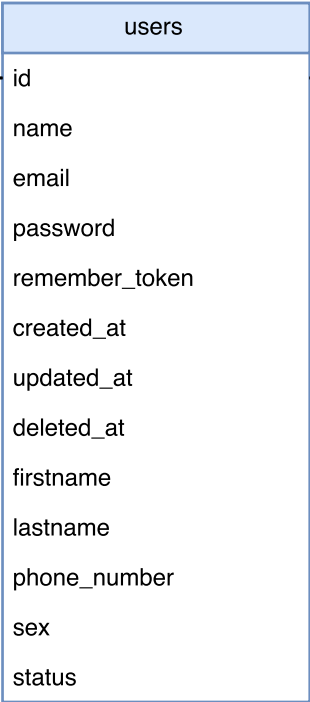 users
id
name
email
password
remember_token
created_at
updated_at
deleted_at
firstname
lastname
phone_number
sex
status